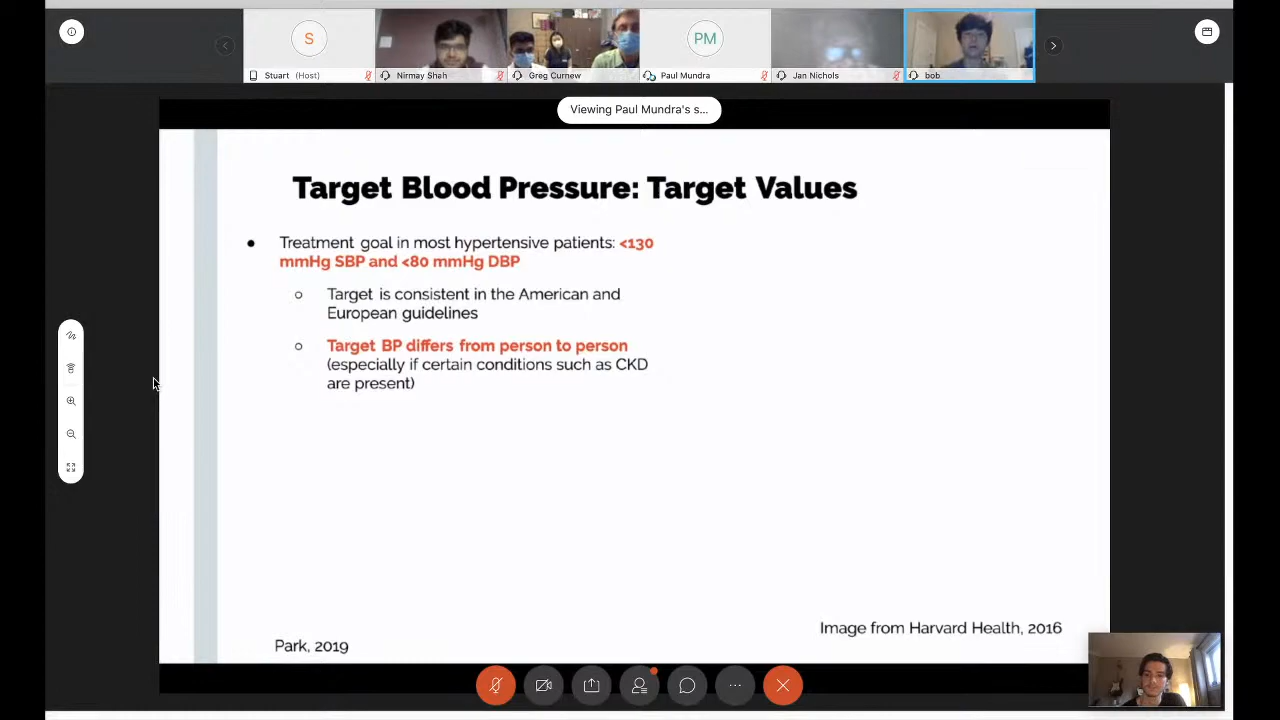 S
PM
Stuart (Host)
Nirmay Shah
Greg Curnew
Paul Mundra
Jan Nichols
bob
Viewing Paul Mundra's s...
Target Blood Pressure: Target Values
Treatment goal in most hypertensive patients: <130
mmHg SBP and <80 mmHg DBP
Target is consistent in the American and
European guidelines
Target BP differs from person to person
(especially if certain conditions such as CKD
are present)
Image from Harvard Health, 2016
Park, 2019